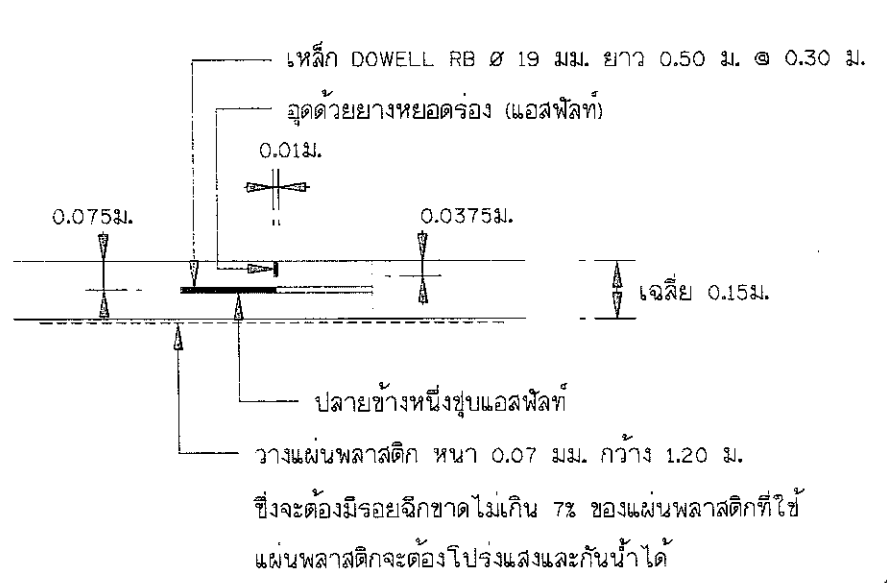 เหล็ก DOWELL RB Ø 19 มม. ยาว 0.50 ม. @ 0.30 ม.
อุดด้วยยางหยอดร่อง (แอสฟัลท์)
0.01ม.
0.075ม.
0.0375ม.
เฉลี่ย 0.15ม.
ปลายข้างหนึ่งชุบแอสฟัลท์
วางแผ่นพลาสติก หนา 0.07 มม. กว้าง 1.20 ม.
ซึ่งจะต้องมีรอยฉีกขาดไม่เกิน 7% ของแผ่นพลาสติกที่ใช้
แผ่นพลาสติกจะต้องโปร่งแสงและกันน้ำได้